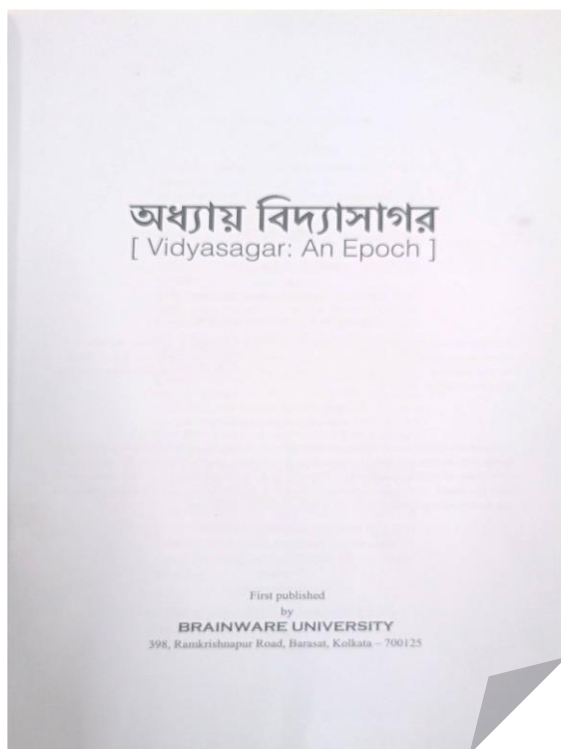 অধ্যায় বিদ্যাসাগর
[ Vidyasagar: An Epoch ]
First published
by
BRAINWARE UNIVERSITY
398, Ramkrishnapur Road, Barasat, Kolkata – 700125